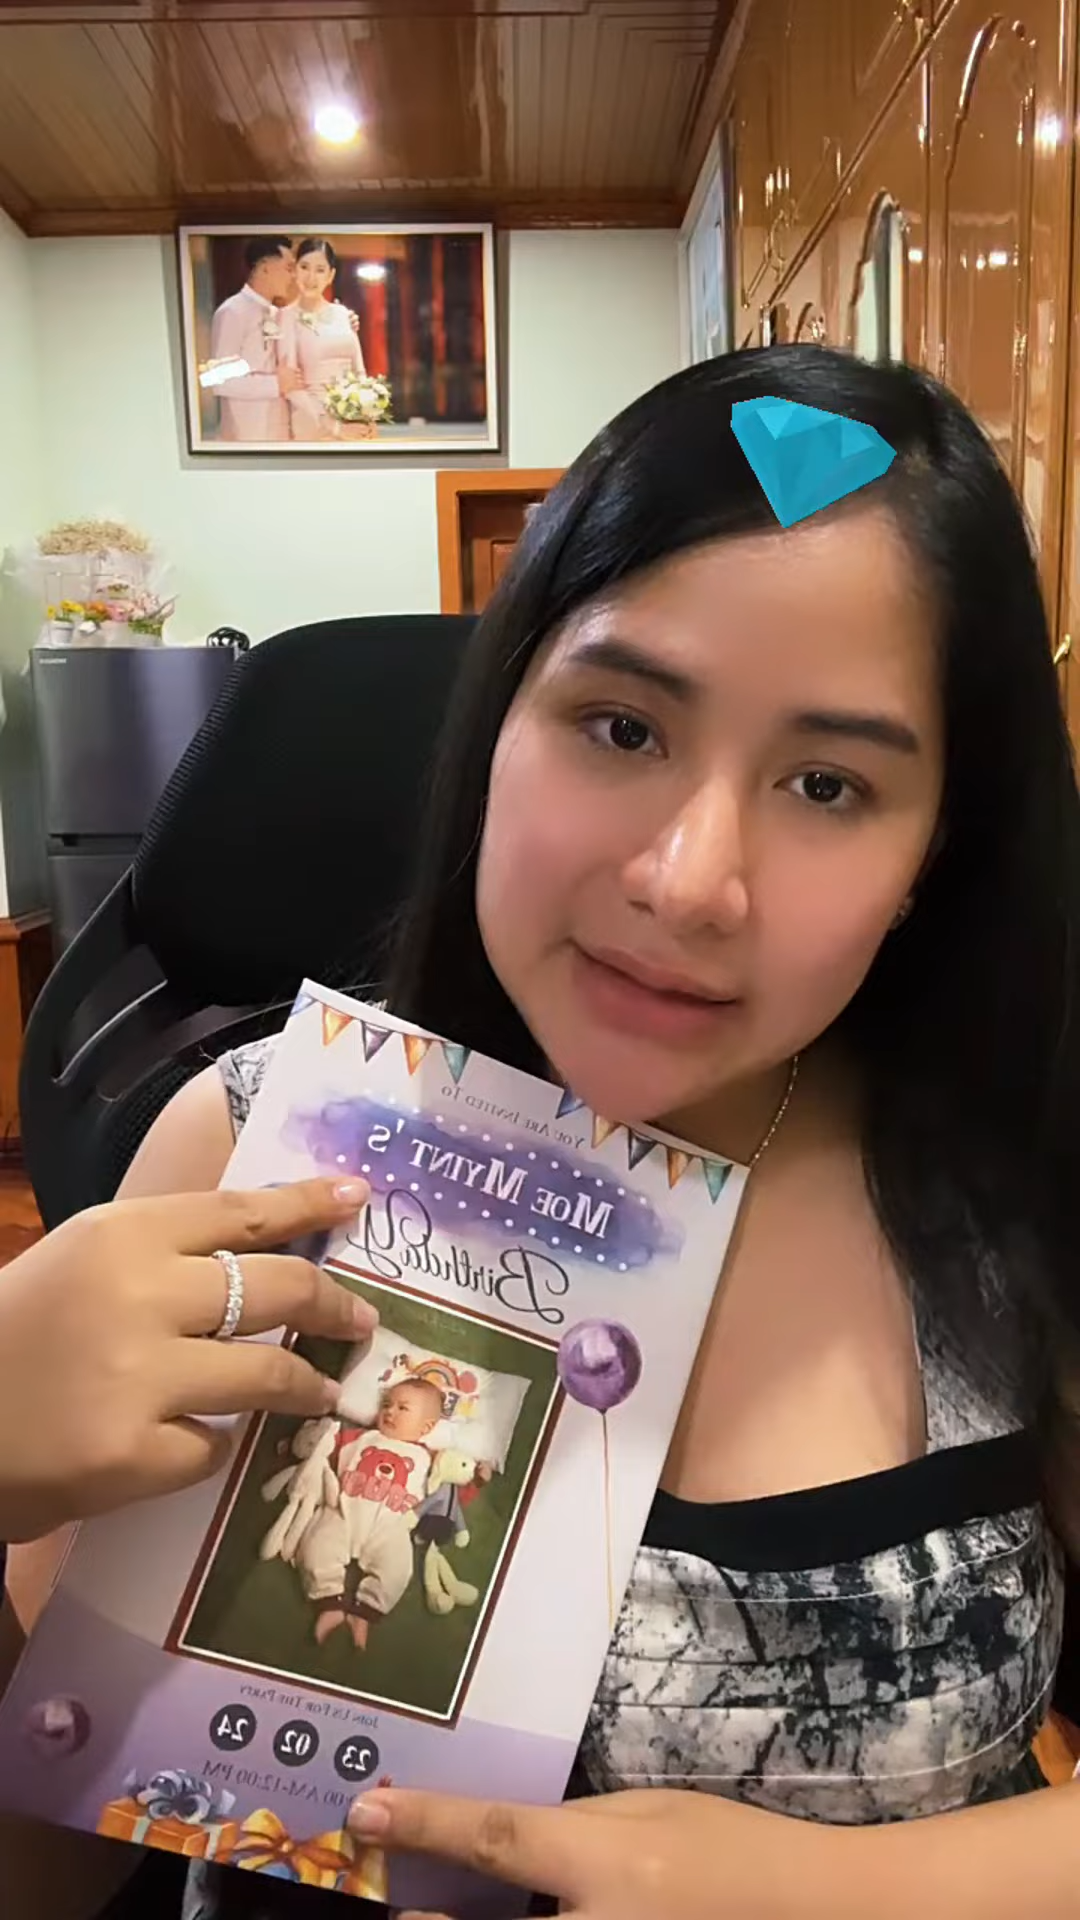 You Are Invited To
Moe Myint's
Birthday
Join Us For The Party
23 02 24
:00 AM-12:00 PM